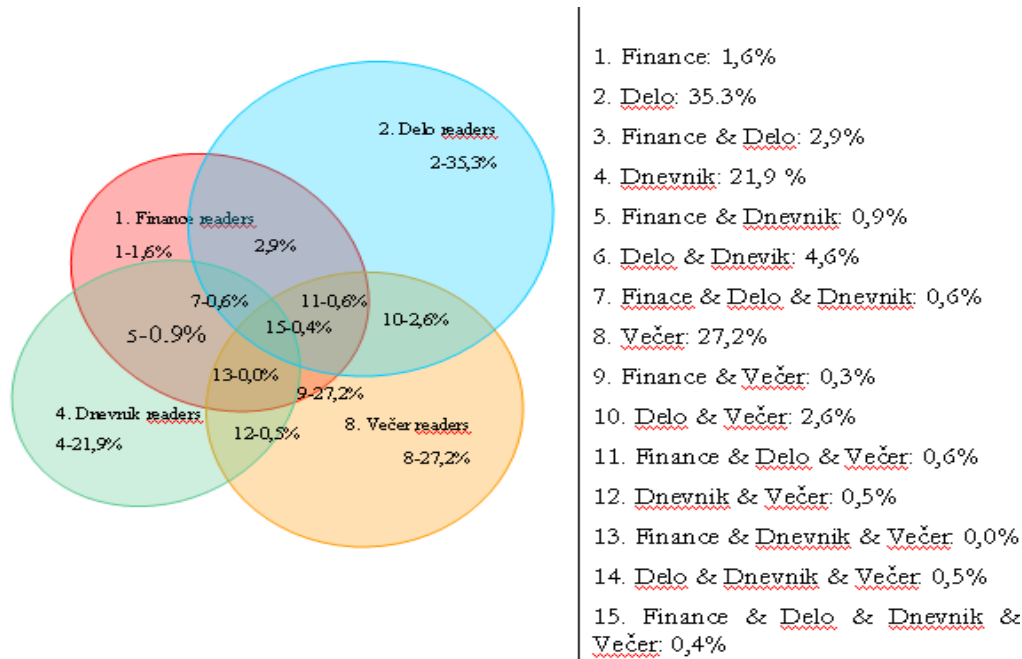 2. Delo readers
2-35,3%
1. Finance readers
1-1,6%
2,9%
7-0,6%
11-0,6%
10-2,6%
5-0.9%
15-0,4%
13-0,0%
9-27,2%
4. Dnevnik readers
4-21,9%
12-0,5%
8. Večer readers
8-27,2%
1. Finance: 1,6%
2. Delo: 35.3%
3. Finance & Delo: 2,9%
4. Dnevnik: 21,9 %
5. Finance & Dnevnik: 0,9%
6. Delo & Dnevik: 4,6%
7. Finace & Delo & Dnevnik: 0,6%
8. Večer: 27,2%
9. Finance & Večer: 0,3%
10. Delo & Večer: 2,6%
11. Finance & Delo & Večer: 0,6%
12. Dnevnik & Večer: 0,5%
13. Finance & Dnevnik & Večer: 0,0%
14. Delo & Dnevnik & Večer: 0,5%
15. Finance & Delo & Dnevnik &
Večer: 0,4%